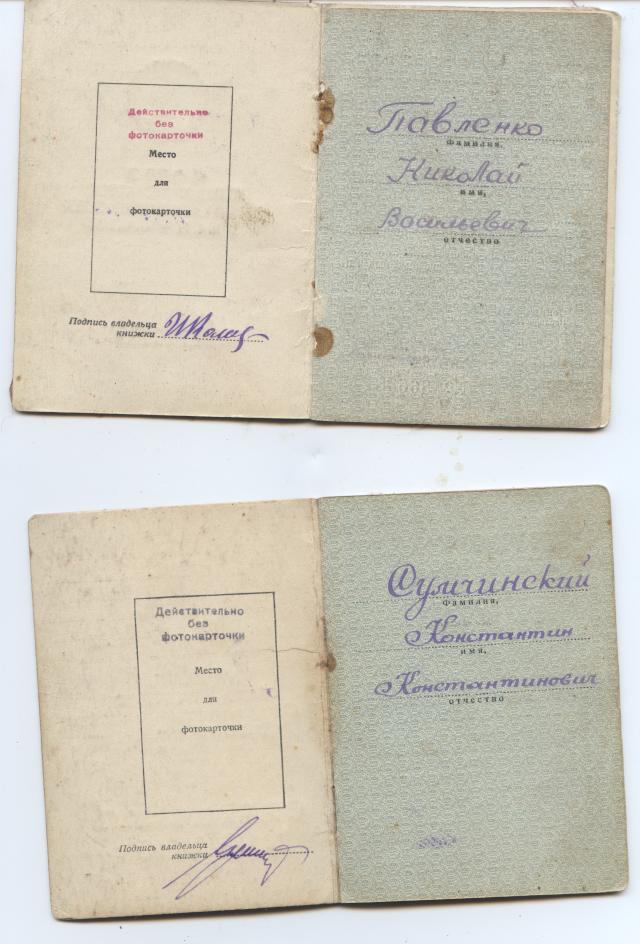 Действительно
без
фотокарточки
Место
для
фотокарточки
Подпись владельца
книжки
Павленко
Фамилия,
Николай
имя,
Васильевич
отчество
Действительно
без
фотокарточки
Место
для
фотокарточки
Подпись владельца
книжки
Сумчинский
Фамилия,
Константин
имя,
Константинович
отчество